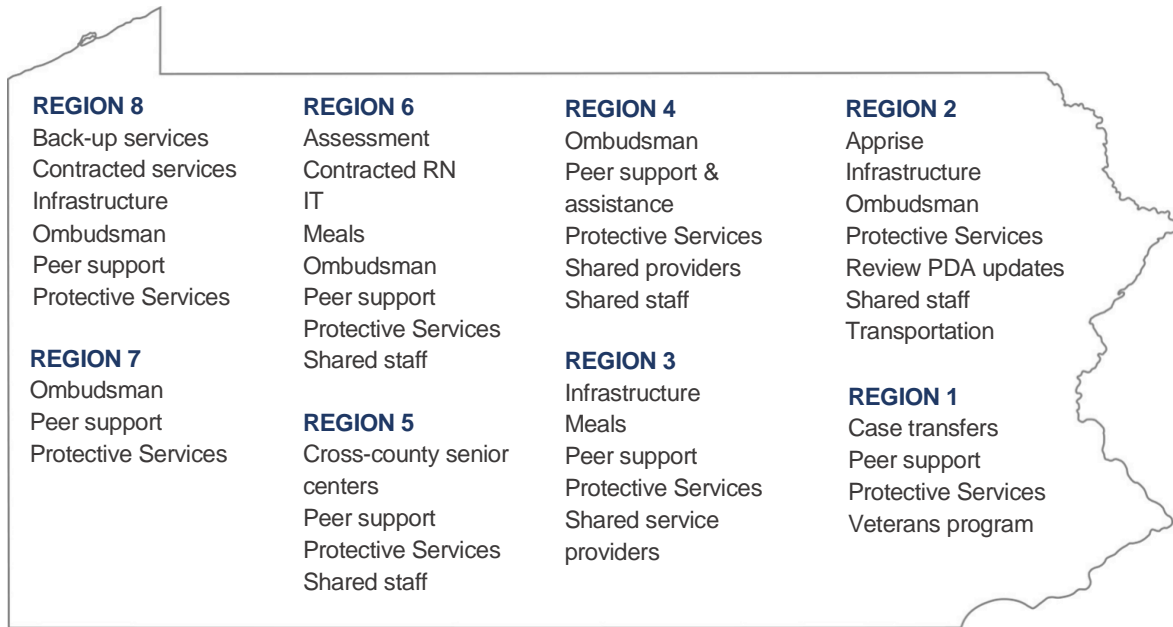 REGION 8
Back-up services
Contracted services
Infrastructure
Ombudsman
Peer support
Protective Services
REGION 7
Ombudsman
Peer support
Protective Services
REGION 6
Assessment
Contracted RN
IT
Meals
Ombudsman
Peer support
Protective Services
Shared staff
REGION 5
Cross-county senior
centers
Peer support
Protective Services
Shared staff
REGION 4
Ombudsman
Peer support &
assistance
Protective Services
Shared providers
Shared staff
REGION 3
Infrastructure
Meals
Peer support
Protective Services
Shared service
providers
REGION 2
Apprise
Infrastructure
Ombudsman
Protective Services
Review PDA updates
Shared staff
Transportation
REGION 1
Case transfers
Peer support
Protective Services
Veterans program